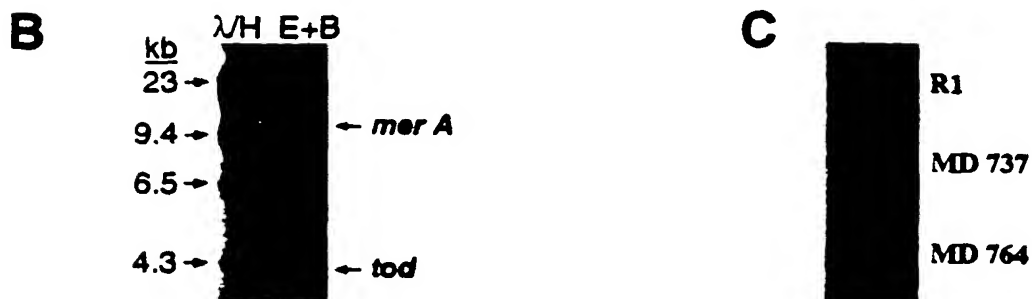 B
λ/H E+B
kb
23
9.4
6.5
4.3
mer A
tod
C
R1
MD 737
MD 764